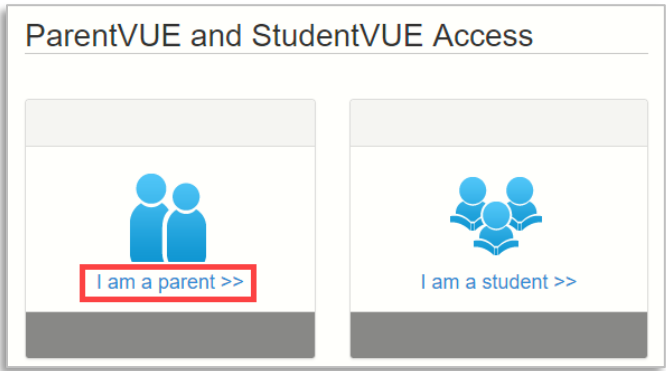 ParentVUE and StudentVUE Access
I am a parent >>
I am a student >>